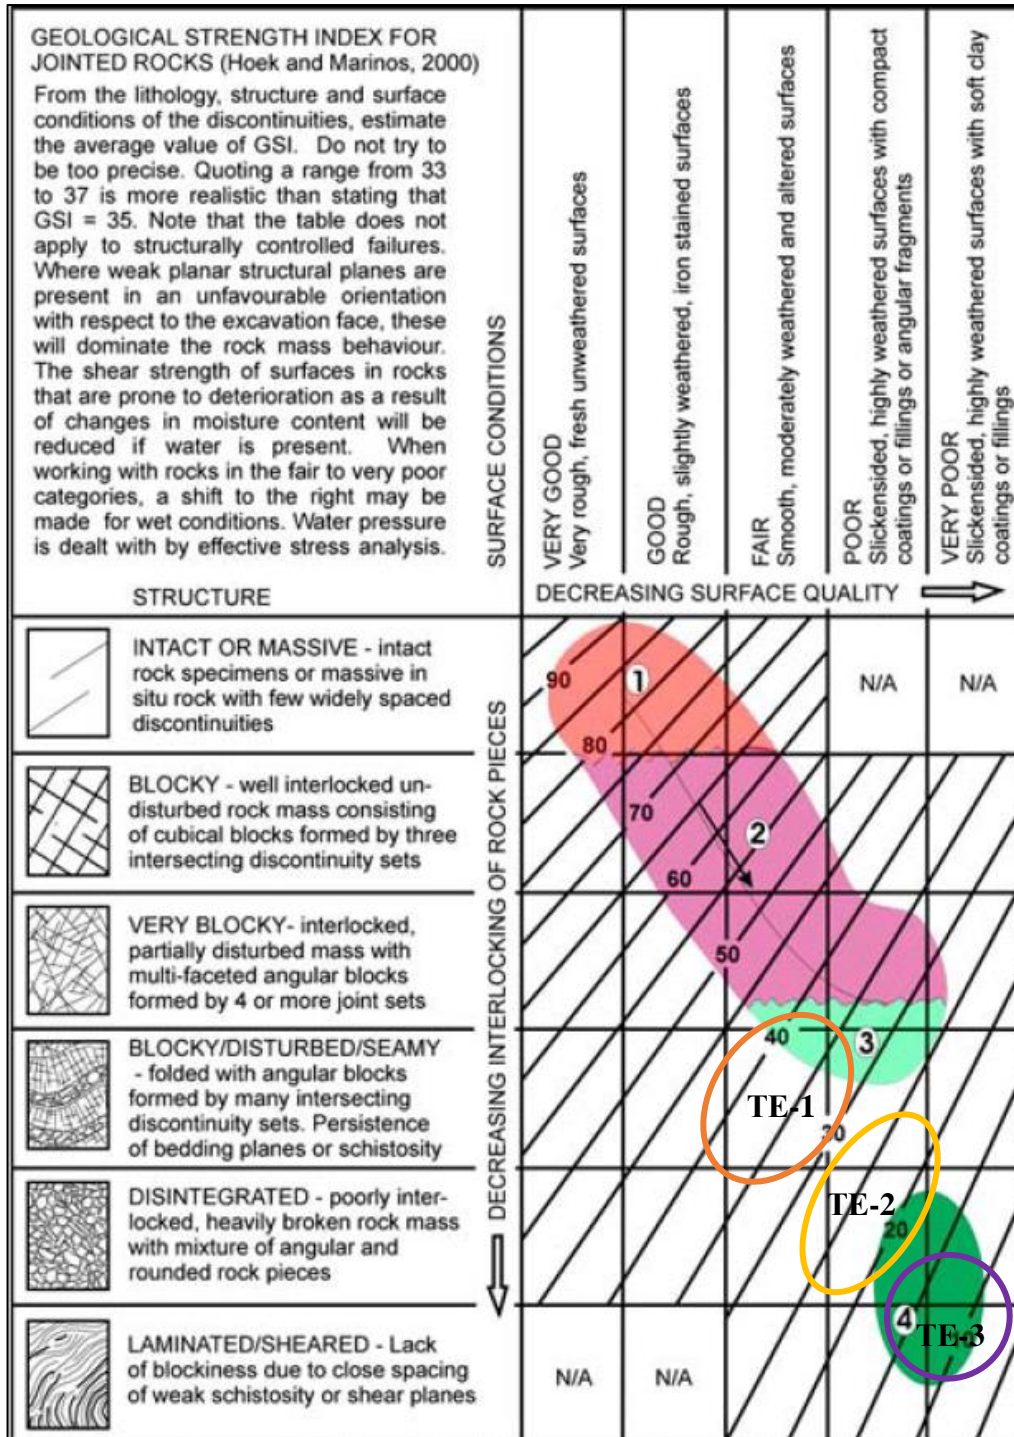 GEOLOGICAL STRENGTH INDEX FOR
JOINTED ROCKS (Hoek and Marinos, 2000)
From the lithology, structure and surface
conditions of the discontinuities, estimate
the average value of GSI. Do not try to
be too precise. Quoting a range from 33
to 37 is more realistic than stating that
GSI = 35. Note that the table does not
apply to structurally controlled failures.
Where weak planar structural planes are
present in an unfavourable orientation
with respect to the excavation face, these
will dominate the rock mass behaviour.
The shear strength of surfaces in rocks
that are prone to deterioration as a result
of changes in moisture content will be
reduced if water is present. When
working with rocks in the fair to very poor
categories, a shift to the right may be
made for wet conditions. Water pressure
is dealt with by effective stress analysis.
STRUCTURE
SURFACE CONDITIONS
VERY GOOD
Very rough, fresh unweathered surfaces
GOOD
Rough, slightly weathered, iron stained surfaces
FAIR
Smooth, moderately weathered and altered surfaces
POOR
Slickensided, highly weathered surfaces with compact
coatings or fillings or angular fragments
VERY POOR
Slickensided, highly weathered surfaces with soft clay
coatings or fillings
DECREASING SURFACE QUALITY
DECREASING INTERLOCKING OF ROCK PIECES
INTACT OR MASSIVE - intact
rock specimens or massive in
situ rock with few widely spaced
discontinuities
90
1
80
N/A
N/A
BLOCKY - well interlocked un-
disturbed rock mass consisting
of cubical blocks formed by three
intersecting discontinuity sets
70
2
60
VERY BLOCKY- interlocked,
partially disturbed mass with
multi-faceted angular blocks
formed by 4 or more joint sets
50
BLOCKY/DISTURBED/SEAMY
- folded with angular blocks
formed by many intersecting
discontinuity sets. Persistence
of bedding planes or schistosity
40
3
TE-1
30
DISINTEGRATED - poorly inter-
locked, heavily broken rock mass
with mixture of angular and
rounded rock pieces
TE-2
20
LAMINATED/SHEARED - Lack
of blockiness due to close spacing
of weak schistosity or shear planes
N/A
N/A
4
TE-3